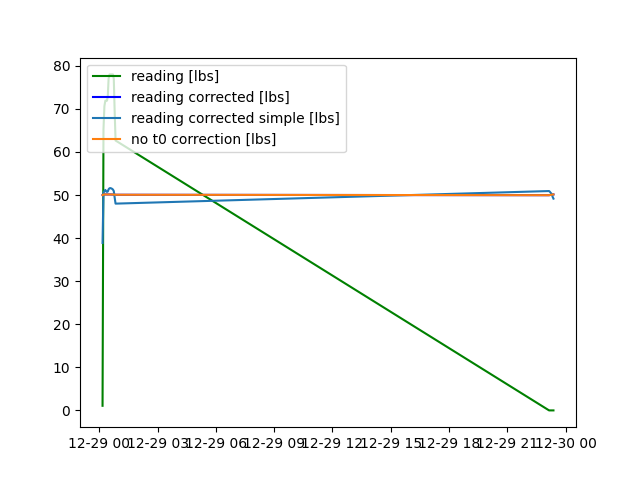 reading [lbs]
reading corrected [lbs]
reading corrected simple [lbs]
no t0 correction [lbs]
80
70
60
50
40
30
20
10
0
12-29 00 12-29 03 12-29 06 12-29 09 12-29 12 12-29 15 12-29 18 12-29 21 12-30 00